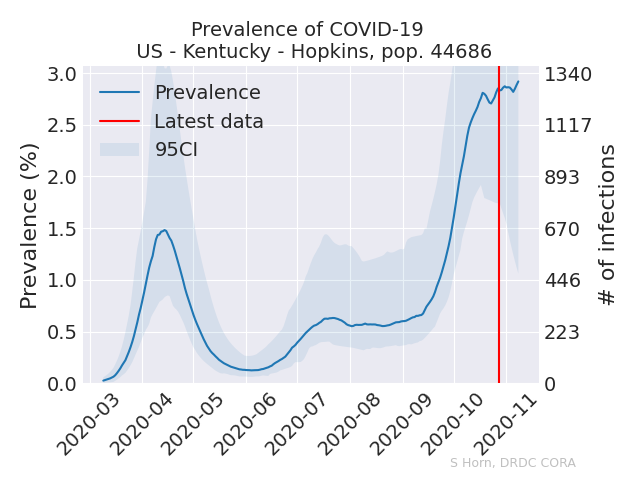 Prevalence of COVID-19
US - Kentucky - Hopkins, pop. 44686
Prevalence
Latest data
95CI
Prevalence (%)
3.0
2.5
2.0
1.5
1.0
0.5
0.0
1340
1117
893
670
446
223
0
# of infections
2020-03
2020-04
2020-05
2020-06
2020-07
2020-08
2020-09
2020-10
2020-11
S Horn, DRDC CORA